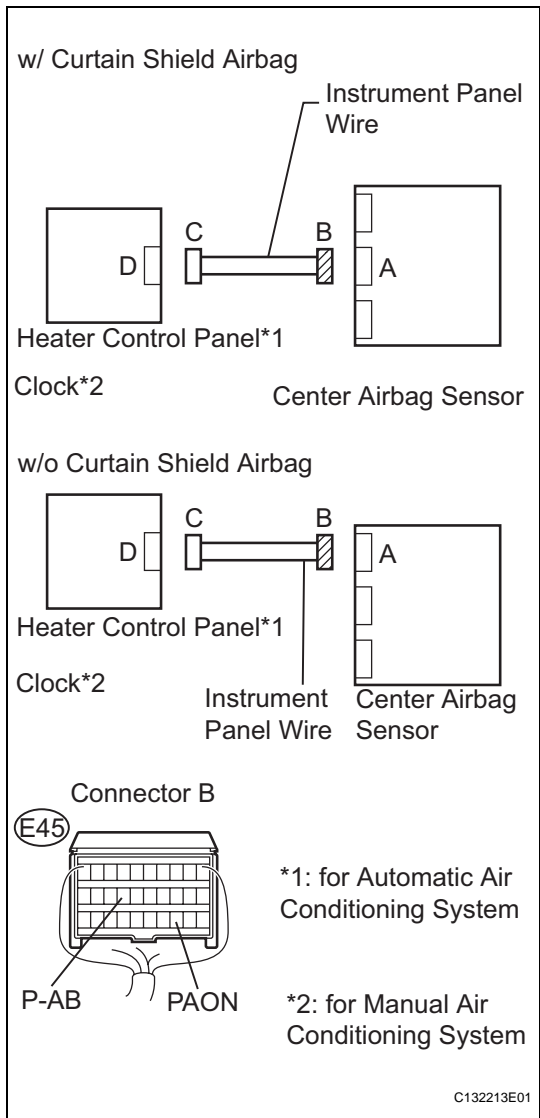 w/ Curtain Shield Airbag
Instrument Panel
Wire
C
B
D
A
Heater Control Panel*1
Clock*2
Center Airbag Sensor
w/o Curtain Shield Airbag
C
B
D
A
Heater Control Panel*1
Clock*2
Instrument
Panel Wire
Center Airbag
Sensor
Connector B
E45
*1: for Automatic Air
Conditioning System
P-AB
PAON
*2: for Manual Air
Conditioning System
C132213E01